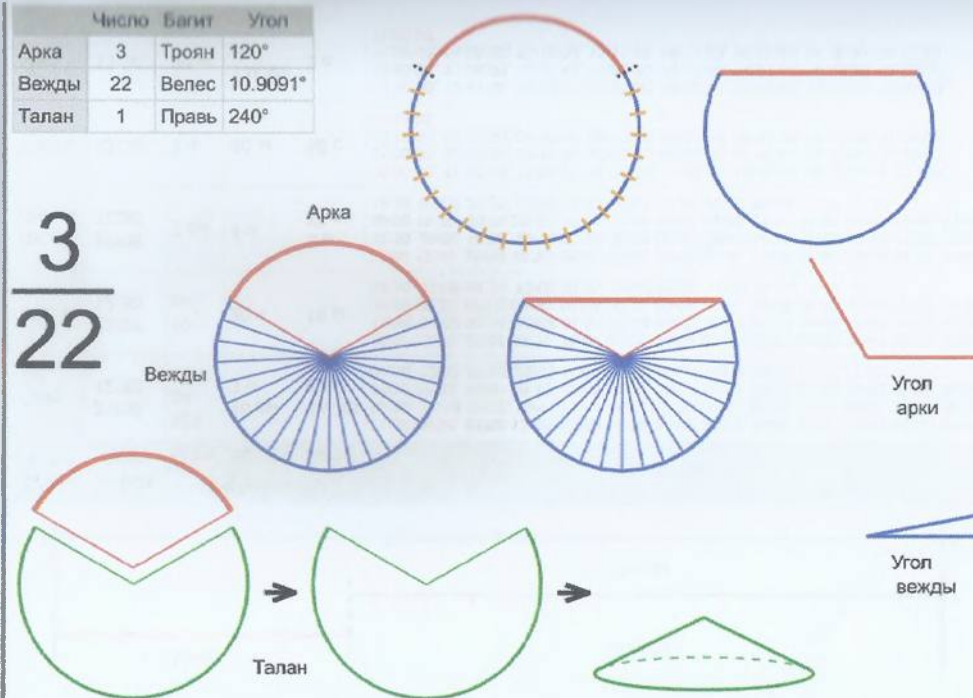 Число Багит Угол
Арка 3 Троян 120°
Вежды 22 Велес 10.9091°
Талан 1 Правь 240°
3
22
Арка
Вежды
Угол
арки
Угол
вежды
Талан